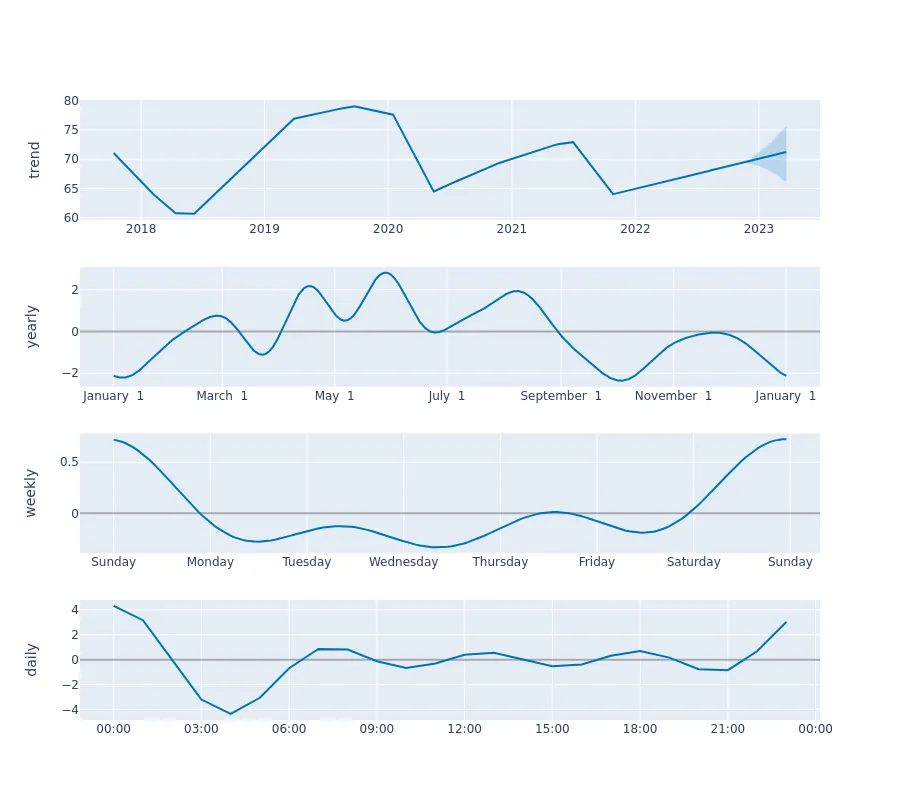 trend
80
75
70
65
60
2018 2019 2020 2021 2022 2023
yearly
2
0
−2
January 1 March 1 May 1 July 1 September 1 November 1 January 1
weekly
0.5
0
Sunday Monday Tuesday Wednesday Thursday Friday Saturday Sunday
daily
4
2
0
−2
−4
00:00 03:00 06:00 09:00 12:00 15:00 18:00 21:00 00:00